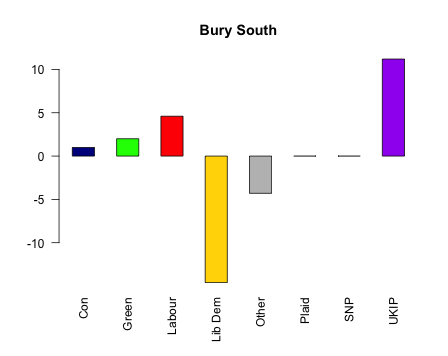 Bury South
10
5
0
-5
-10
Con
Green
Labour
Lib Dem
Other
Plaid
SNP
UKIP